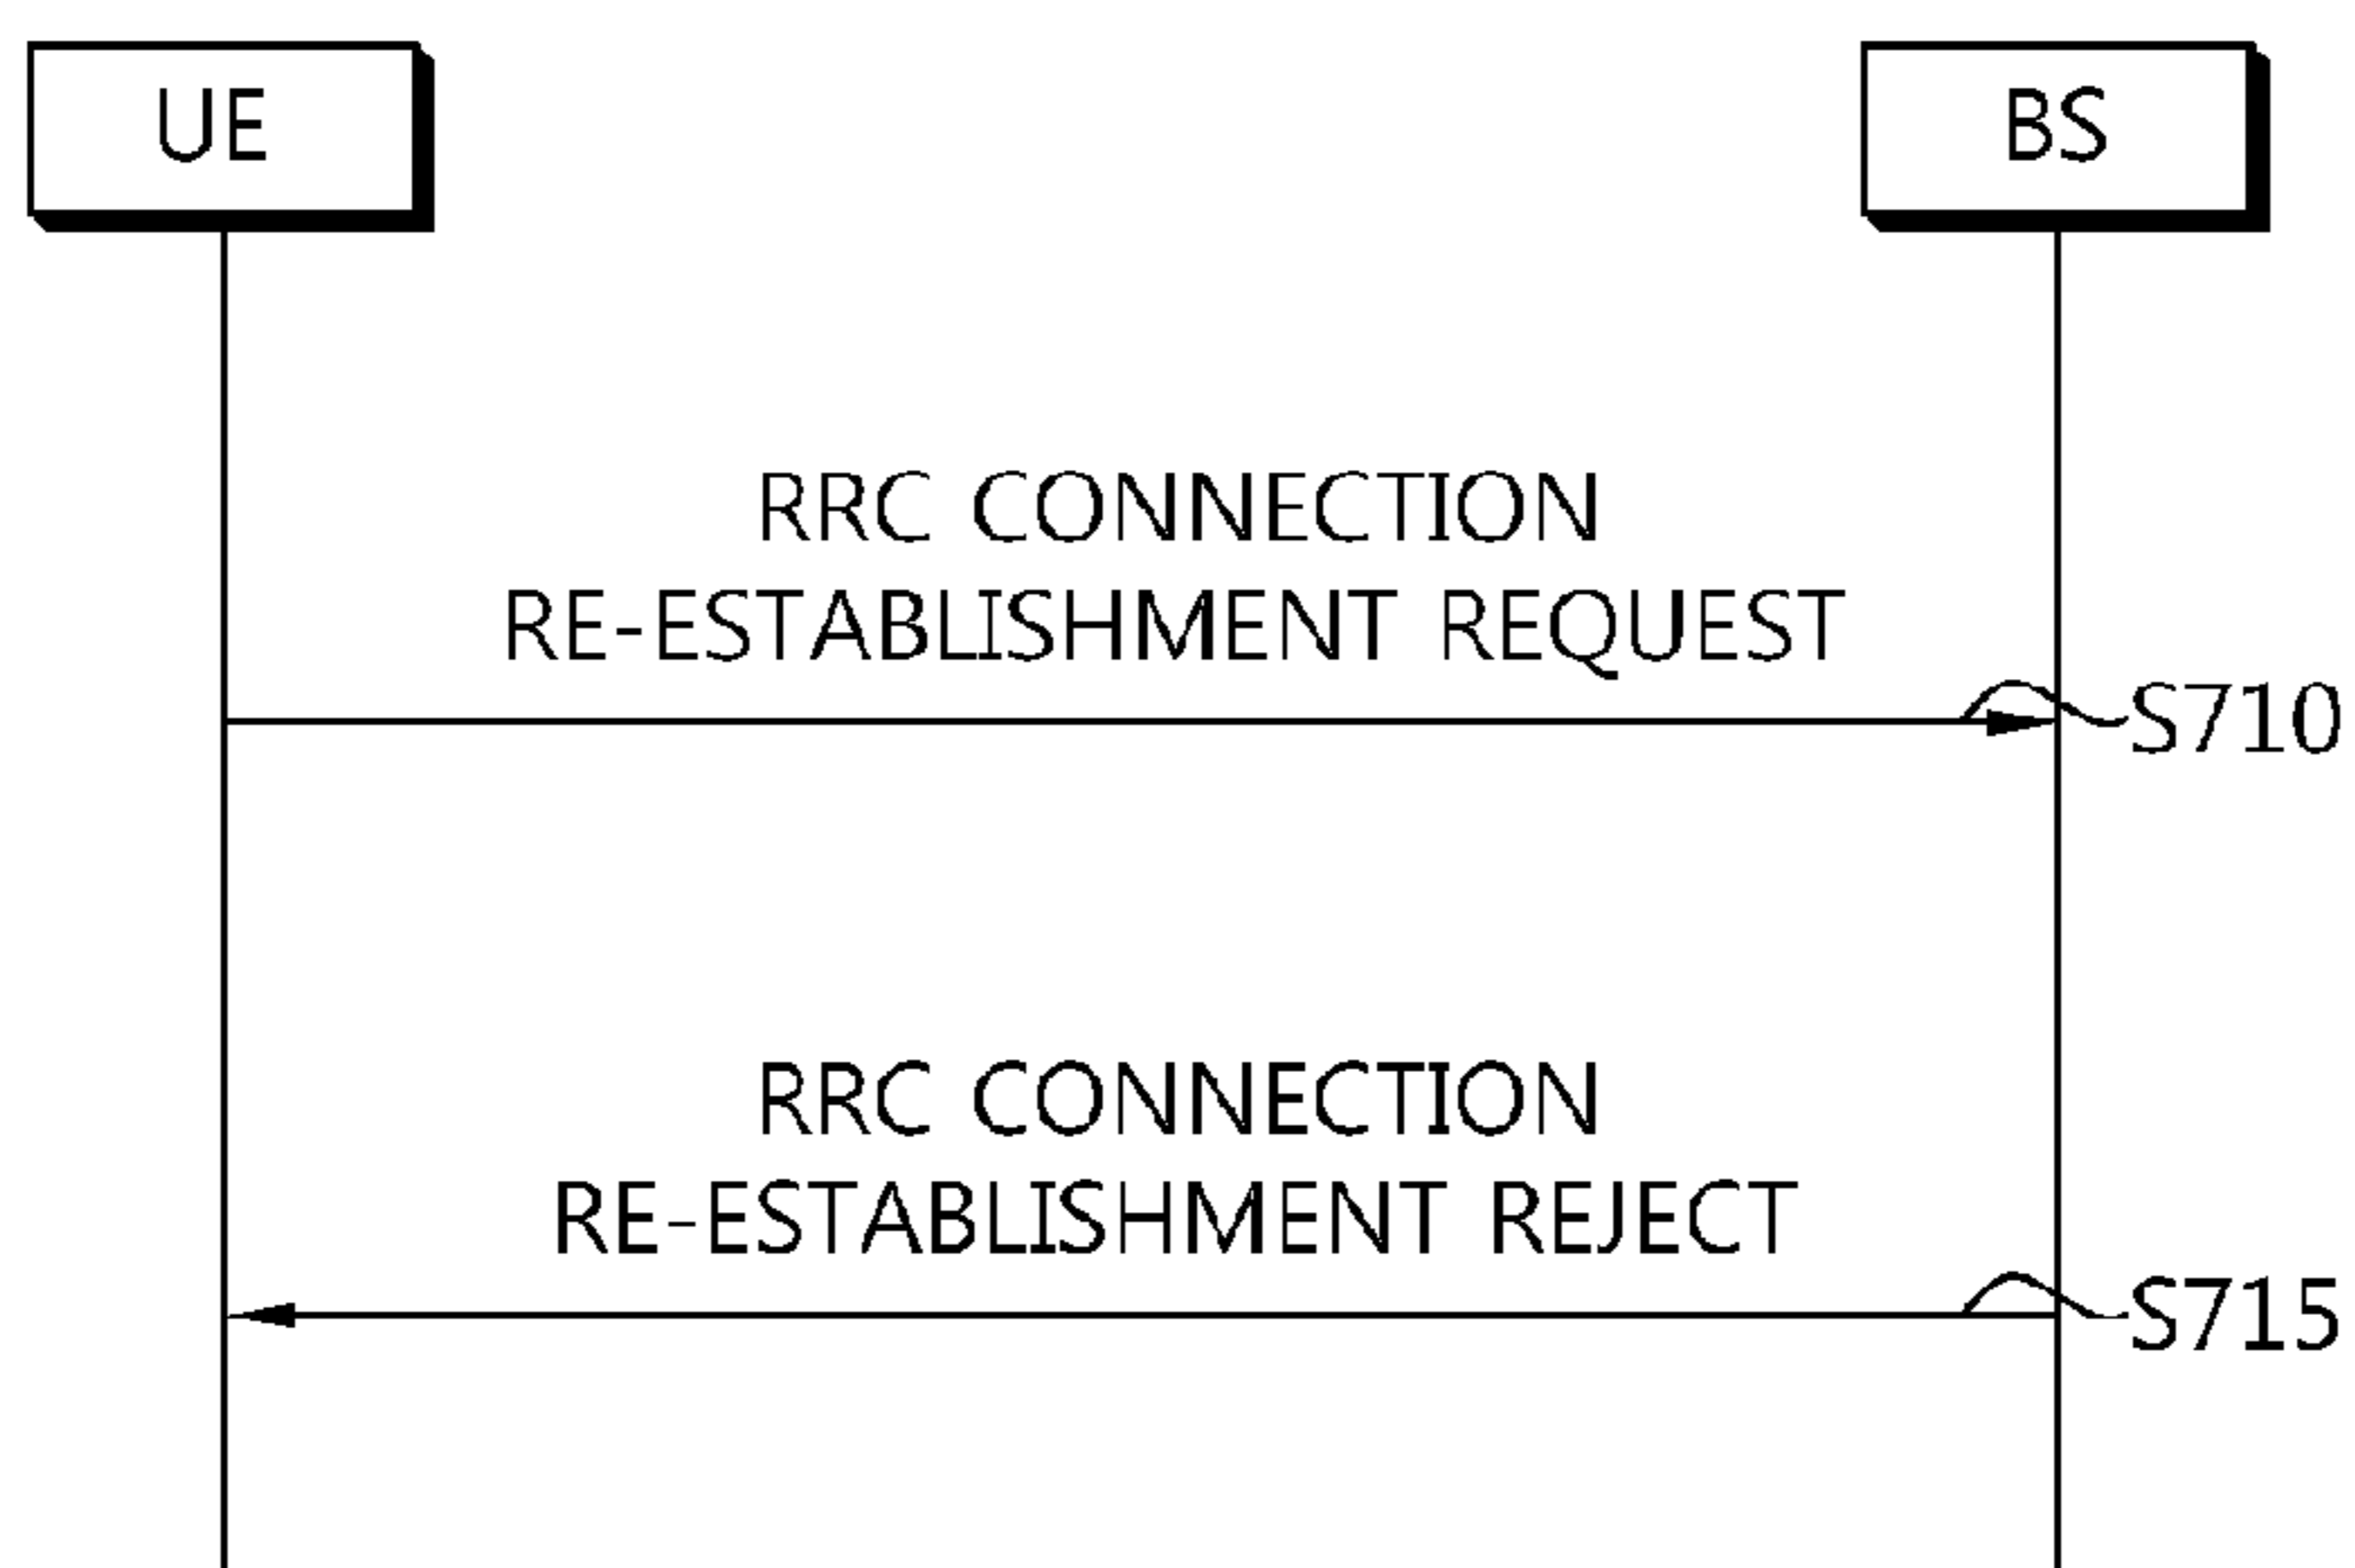 UE
BS
RRC CONNECTION
RE-ESTABLISHMENT REQUEST
S710
RRC CONNECTION
RE-ESTABLISHMENT REJECT
S715